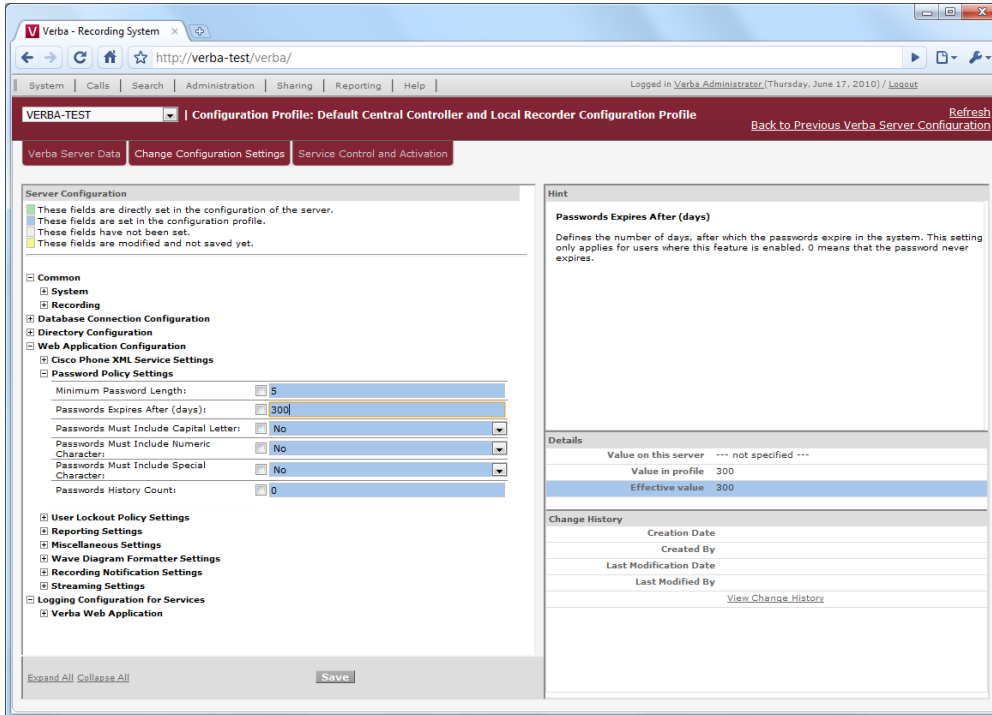 Verba - Recording System
http://verba-test/verba/
System | Calls | Search | Administration | Sharing | Reporting | Help |
Logged in Verba Administrator (Thursday, June 17, 2010) / Logout
VERBA-TEST | Configuration Profile: Default Central Controller and Local Recorder Configuration Profile
Refresh
Back to Previous Verba Server Configuration
Verba Server Data
Change Configuration Settings
Service Control and Activation
Server Configuration
These fields are directly set in the configuration of the server.
These fields are set in the configuration profile.
These fields have not been set.
These fields are modified and not saved yet.
Common
System
Recording
Database Connection Configuration
Directory Configuration
Web Application Configuration
Cisco Phone XML Service Settings
Password Policy Settings
Minimum Password Length: 5
Passwords Expires After (days): 300
Passwords Must Include Capital Letter: No
Passwords Must Include Numeric
Character: No
Passwords Must Include Special
Character: No
Passwords History Count: 0
User Lockout Policy Settings
Reporting Settings
Miscellaneous Settings
Wave Diagram Formatter Settings
Recording Notification Settings
Streaming Settings
Logging Configuration for Services
Verba Web Application
Expand All Collapse All
Save
Hint
Passwords Expires After (days)
Defines the number of days, after which the passwords expire in the system. This setting
only applies for users where this feature is enabled. 0 means that the password never
expires.
Details
Value on this server --- not specified ---
Value in profile 300
Effective value 300
Change History
Creation Date
Created By
Last Modification Date
Last Modified By
View Change History